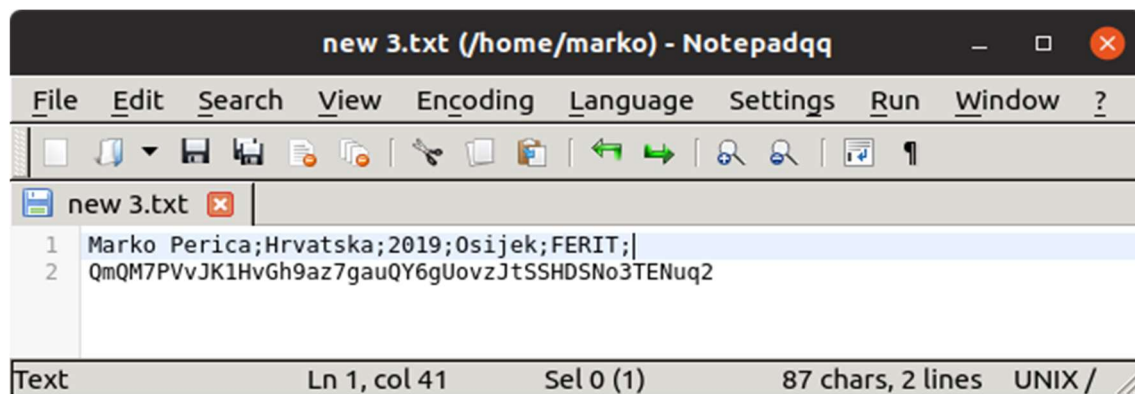 new 3.txt (/home/marko) - Notepadqq
File Edit Search View Encoding Language Settings Run Window ?
new 3.txt
1 Marko Perica;Hrvatska;2019;Osijek;FERIT;
2 QmQM7PVvJK1HvGh9az7gauQY6gUovzJtSSHDSNo3TENuq2
Text Ln 1, col 41 Sel 0 (1) 87 chars, 2 lines UNIX /